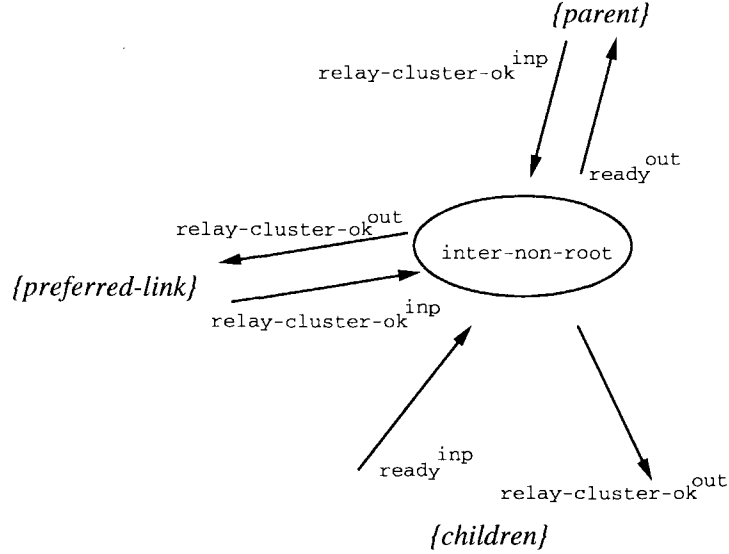 {parent}
relay-cluster-ok^inp
ready^out
relay-cluster-ok^out
inter-non-root
{preferred-link}
relay-cluster-ok^inp
ready^inp
relay-cluster-ok^out
{children}